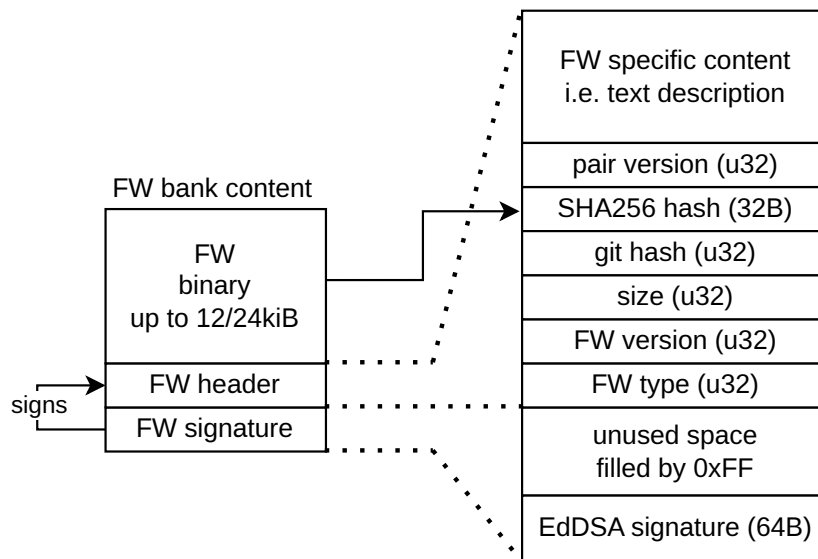 FW bank content
FW
binary
up to 12/24kiB
FW header
FW signature
signs
FW specific content
i.e. text description
pair version (u32)
SHA256 hash (32B)
git hash (u32)
size (u32)
FW version (u32)
FW type (u32)
unused space
filled by 0xFF
EdDSA signature (64B)